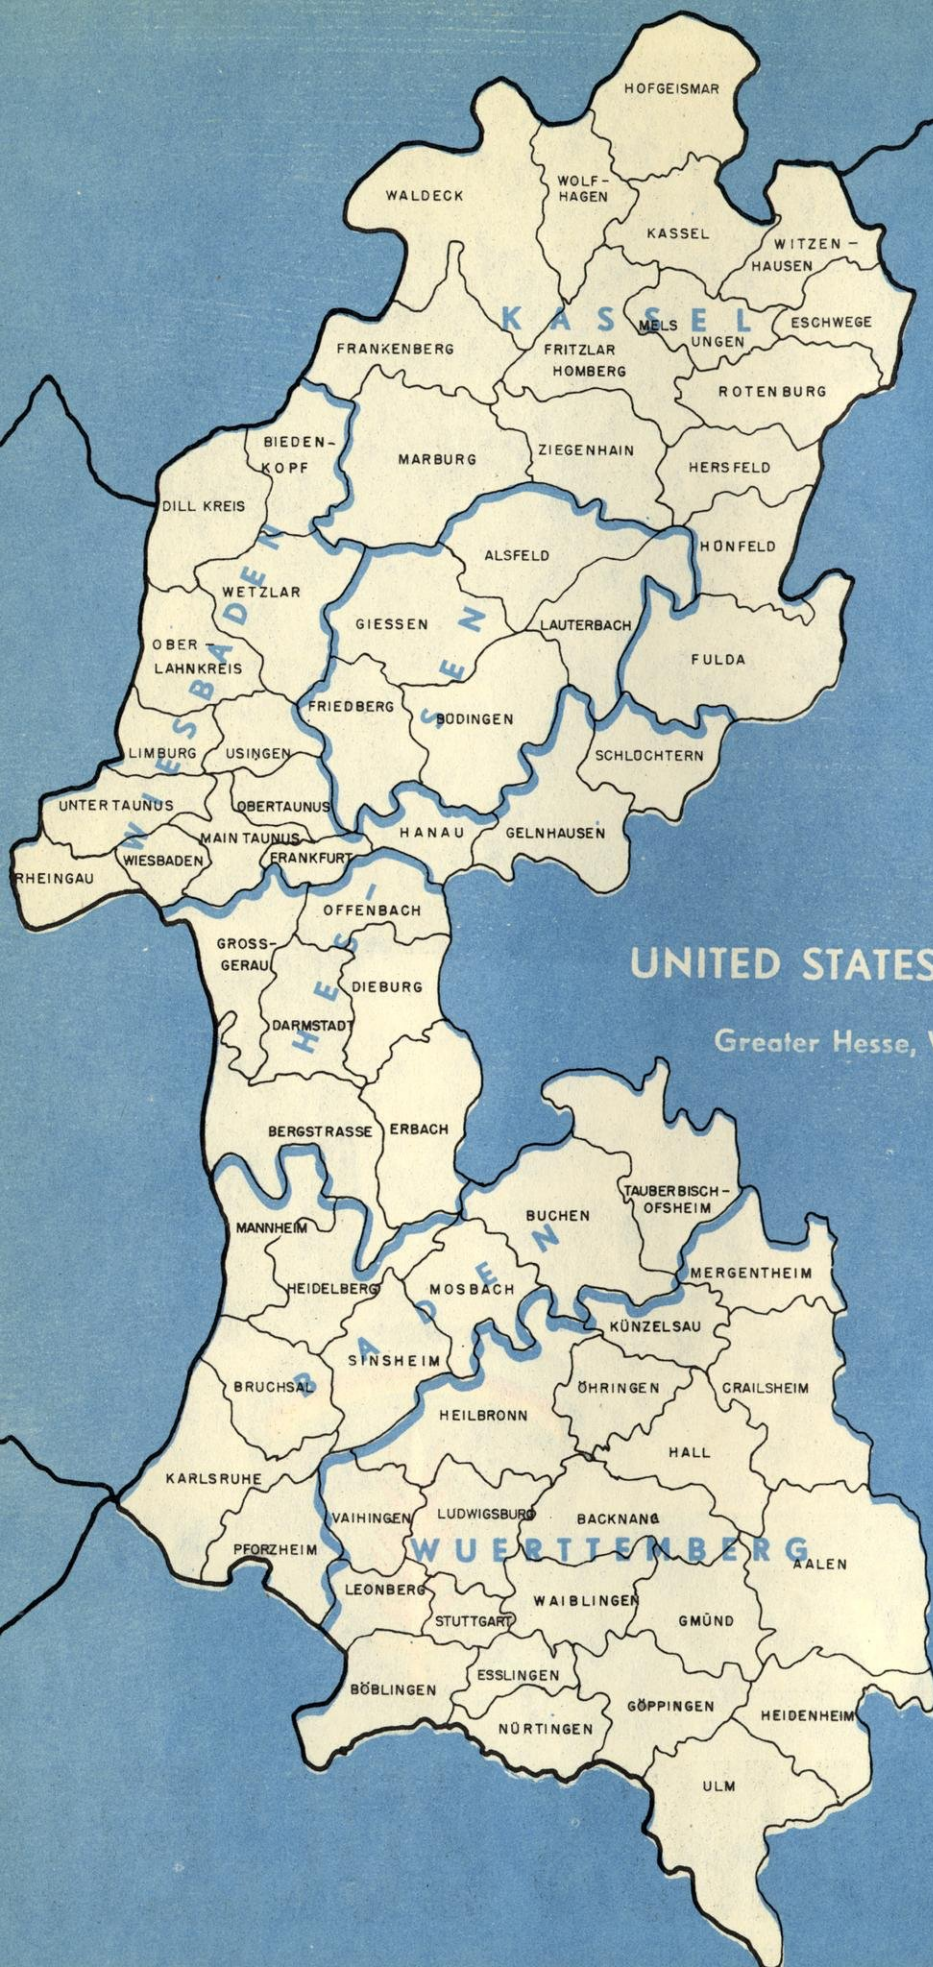 HOFGEISMAR
WALDECK
WOLF-
HAGEN
KASSEL
WITZEN-
HAUSEN
KASSEL
MELS
UNGEN
ESCHWEGE
FRANKENBERG
FRITZLAR
HOMBERG
ROTENBURG
BIEDEN-
KOPF
MARBURG
ZIEGENHAIN
HERSFELD
DILL KREIS
ALSFELD
HÜNFELD
WIESBADEN
WETZLAR
GIESSEN
LAUTERBACH
OBER-
LAHNKREIS
FULDA
FRIEDBERG
BÜDINGEN
LIMBURG
USINGEN
SCHLÜCHTERN
UNTERTAUNUS
OBERTAUNUS
MAIN TAUNUS
HANAU
GELNHAUSEN
WIESBADEN
FRANKFURT
RHEINGAU
HESSEN
OFFENBACH
GROSS-
GERAU
DIEBURG
UNITED STATES
DARMSTADT
Greater Hesse,
BERGSTRASSE
ERBACH
TAUBERBISCH-
OFSHEIM
MANNHEIM
BUCHEN
BADEN
HEIDELBERG
MOSBACH
MERGENTHEIM
KÜNZELSAU
SINSHEIM
BRUCHSAL
ÖHRINGEN
CRAILSHEIM
HEILBRONN
HALL
KARLSRUHE
VAIHINGEN
LUDWIGSBURG
BACKNANG
PFORZHEIM
WUERTTEMBERG
AALEN
LEONBERG
WAIBLINGEN
STUTTGART
GMÜND
BÖBLINGEN
ESSLINGEN
GÖPPINGEN
HEIDENHEIM
NÜRTINGEN
ULM